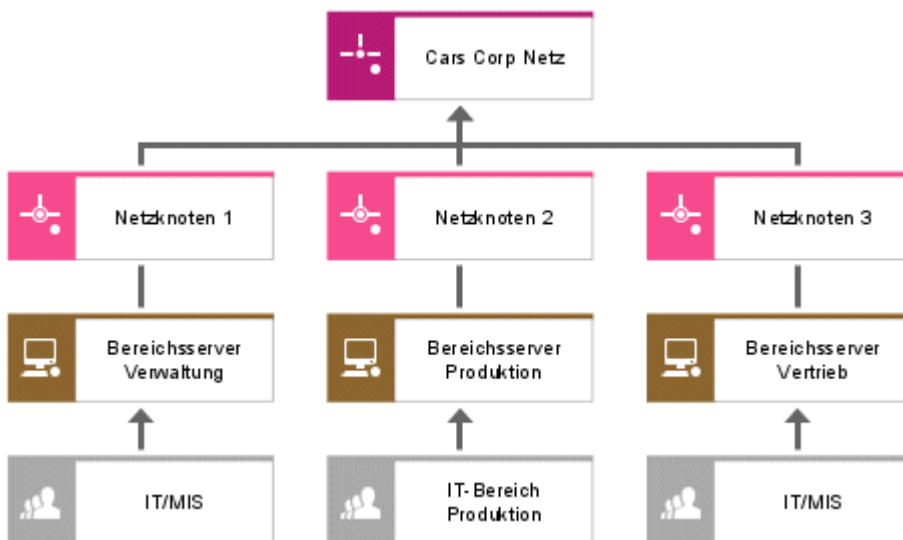 Cars Corp Netz
Netzknoten 1
Netzknoten 2
Netzknoten 3
Bereichsserver
Verwaltung
Bereichsserver
Produktion
Bereichsserver
Vertrieb
IT/MIS
IT-Bereich
Produktion
IT/MIS